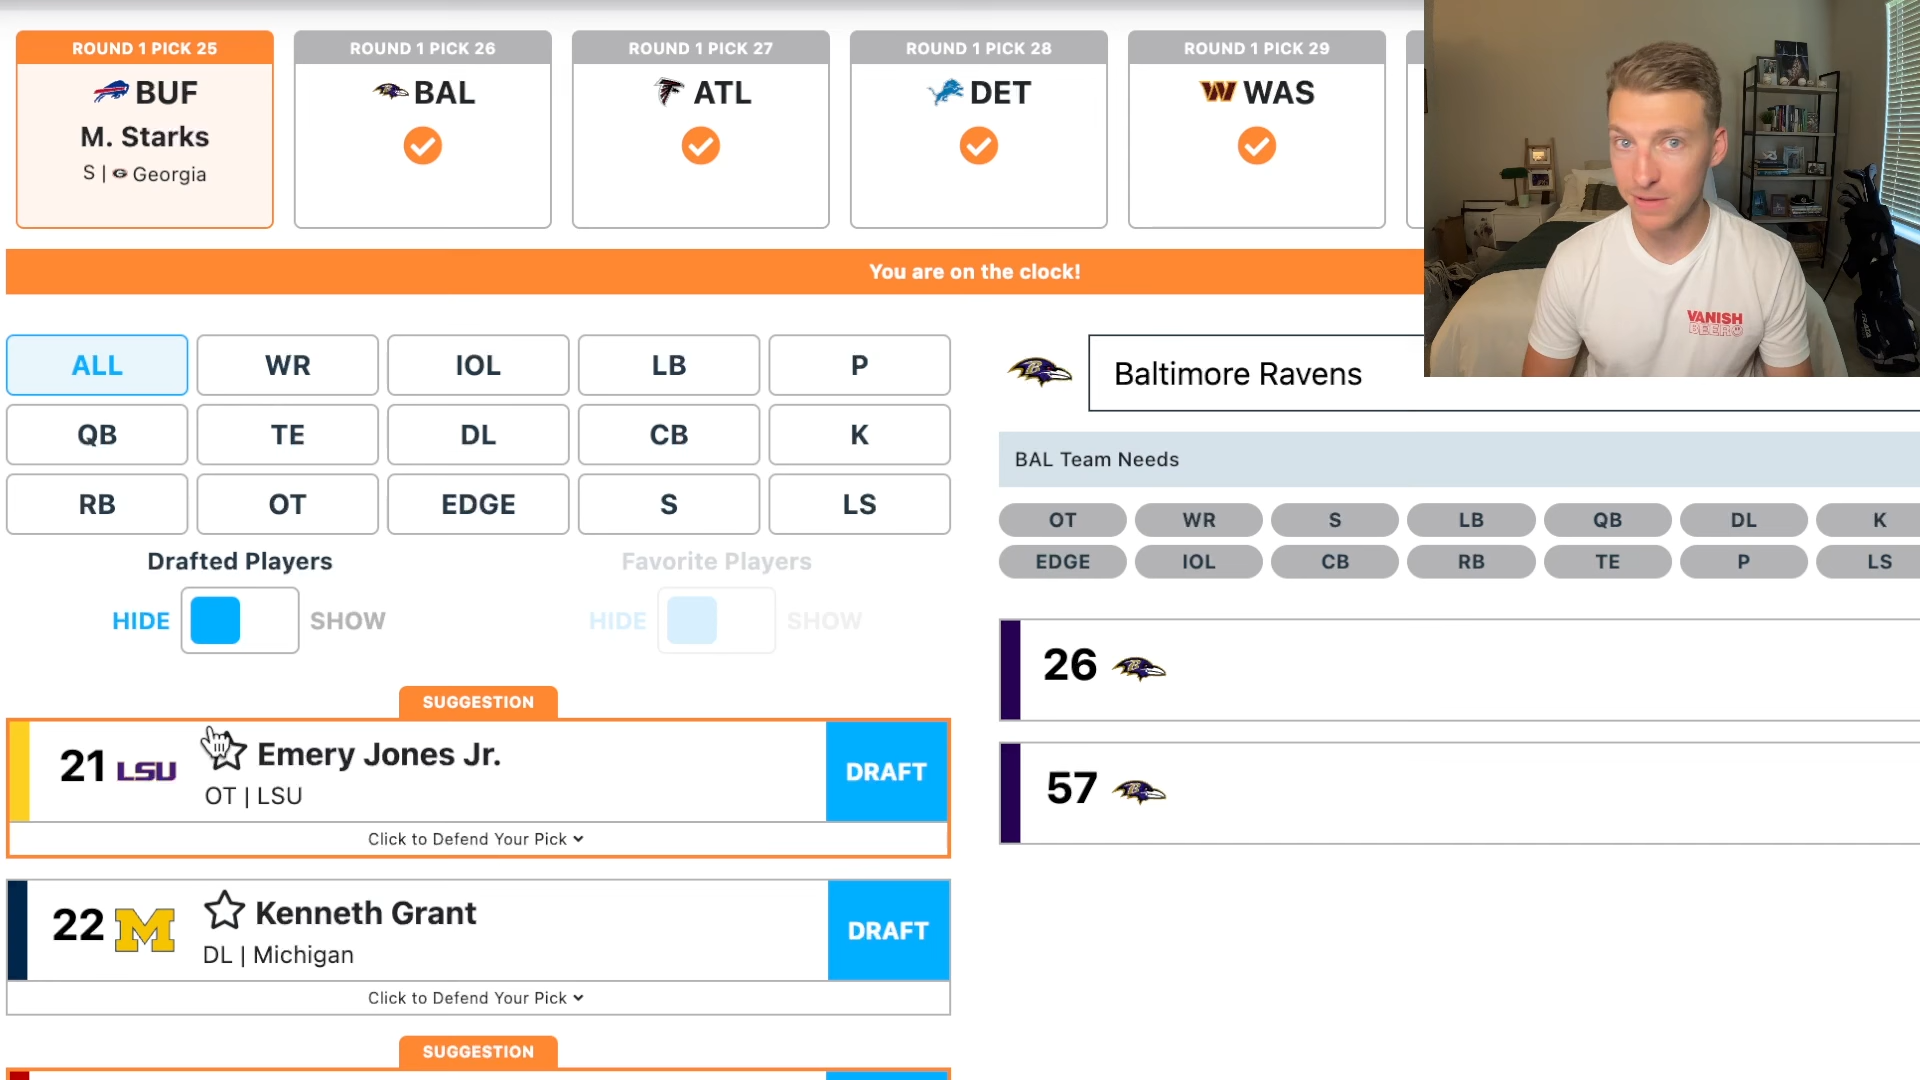 ROUND 1 PICK 25
BUF
M. Starks
S | Georgia
ROUND 1 PICK 26
BAL
ROUND 1 PICK 27
ATL
ROUND 1 PICK 28
DET
ROUND 1 PICK 29
WAS
You are on the clock!
VANISH
BEER
ALL WR IOL LB P
QB TE DL CB K
RB OT EDGE S LS
Drafted Players
HIDE SHOW
Favorite Players
HIDE SHOW
SUGGESTION
21 LSU Emery Jones Jr.
OT | LSU
DRAFT
Click to Defend Your Pick
22 M Kenneth Grant
DL | Michigan
DRAFT
Click to Defend Your Pick
SUGGESTION
Baltimore Ravens
BAL Team Needs
OT WR S LB QB DL K
EDGE IOL CB RB TE P LS
26
57